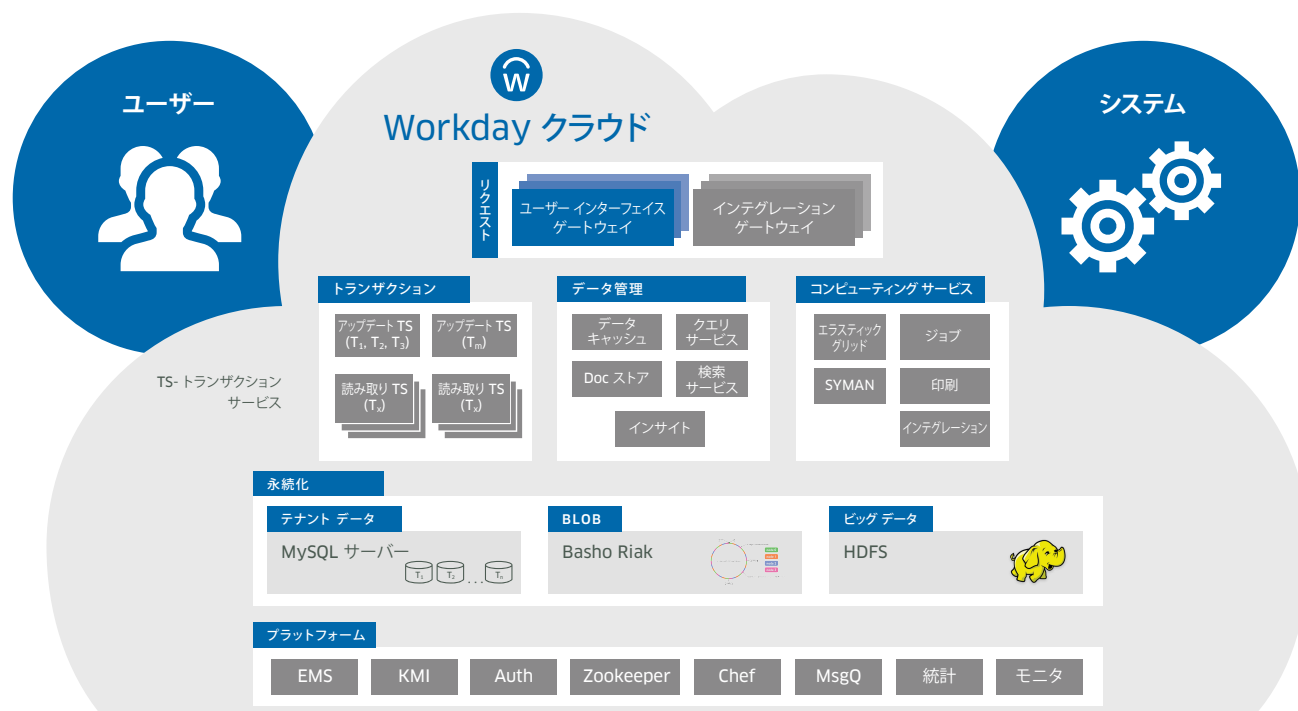 ユーザー
Workday クラウド
システム
リクエスト
ユーザー インターフェイス
ゲートウェイ
インテグレーション
ゲートウェイ
トランザクション
アップデート TS
(T1, T2, T3)
アップデート TS
(Tm)
読み取り TS
(Tx)
読み取り TS
(Tx)
TS- トランザクション
サービス
データ管理
データ
キャッシュ
クエリ
サービス
Doc ストア
検索
サービス
インサイト
コンピューティング サービス
エラスティック
グリッド
ジョブ
SYMAN
印刷
インテグレーション
永続化
テナント データ
MySQL サーバー
T1
T2
...
Tn
BLOB
Basho Riak
ビッグ データ
HDFS
プラットフォーム
EMS
KMI
Auth
Zookeeper
Chef
MsgQ
統計
モニタ